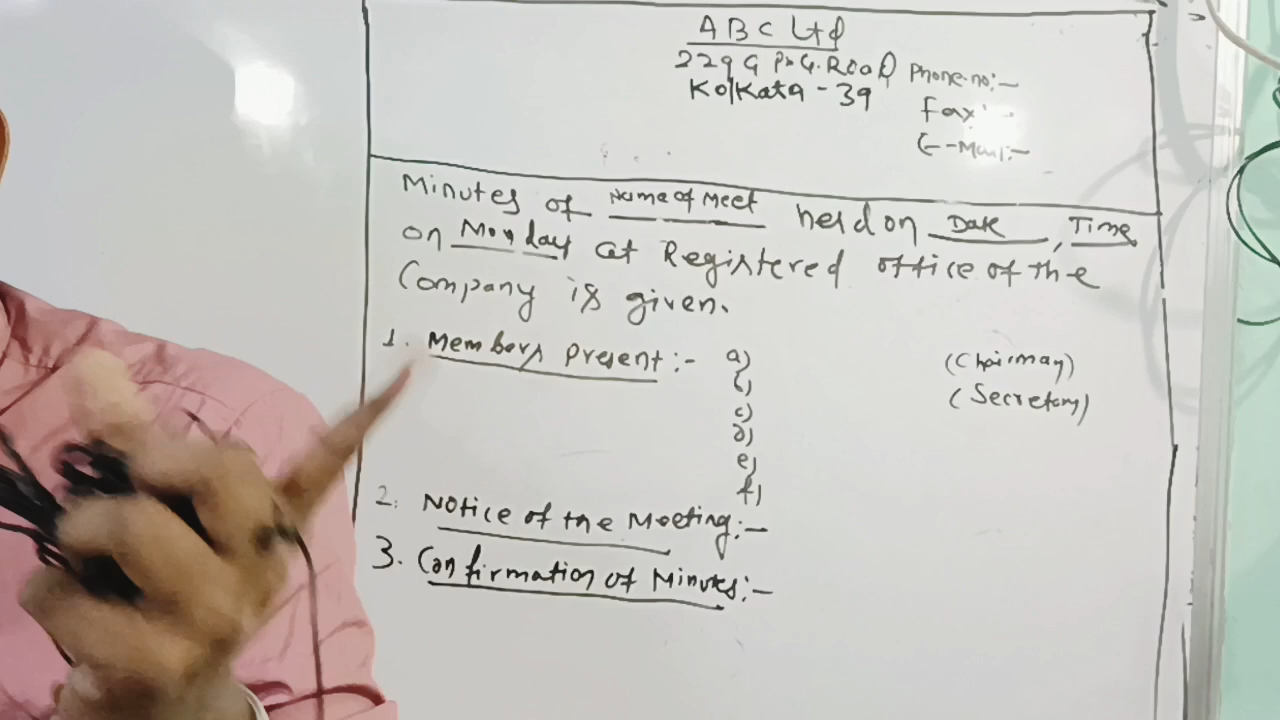 ABC Ltd
229 G P.G. Road Phone no:-
Kolkata - 39
Fax:-
E-Mail:-
Minutes of Name of Meet held on Date, Time
on Monday at Registered office of the
Company is given.
1. Members Present:- a) (Chairman)
b) (Secretary)
c)
d)
e)
f)
2. Notice of the Meeting:-
3. Confirmation of Minutes:-